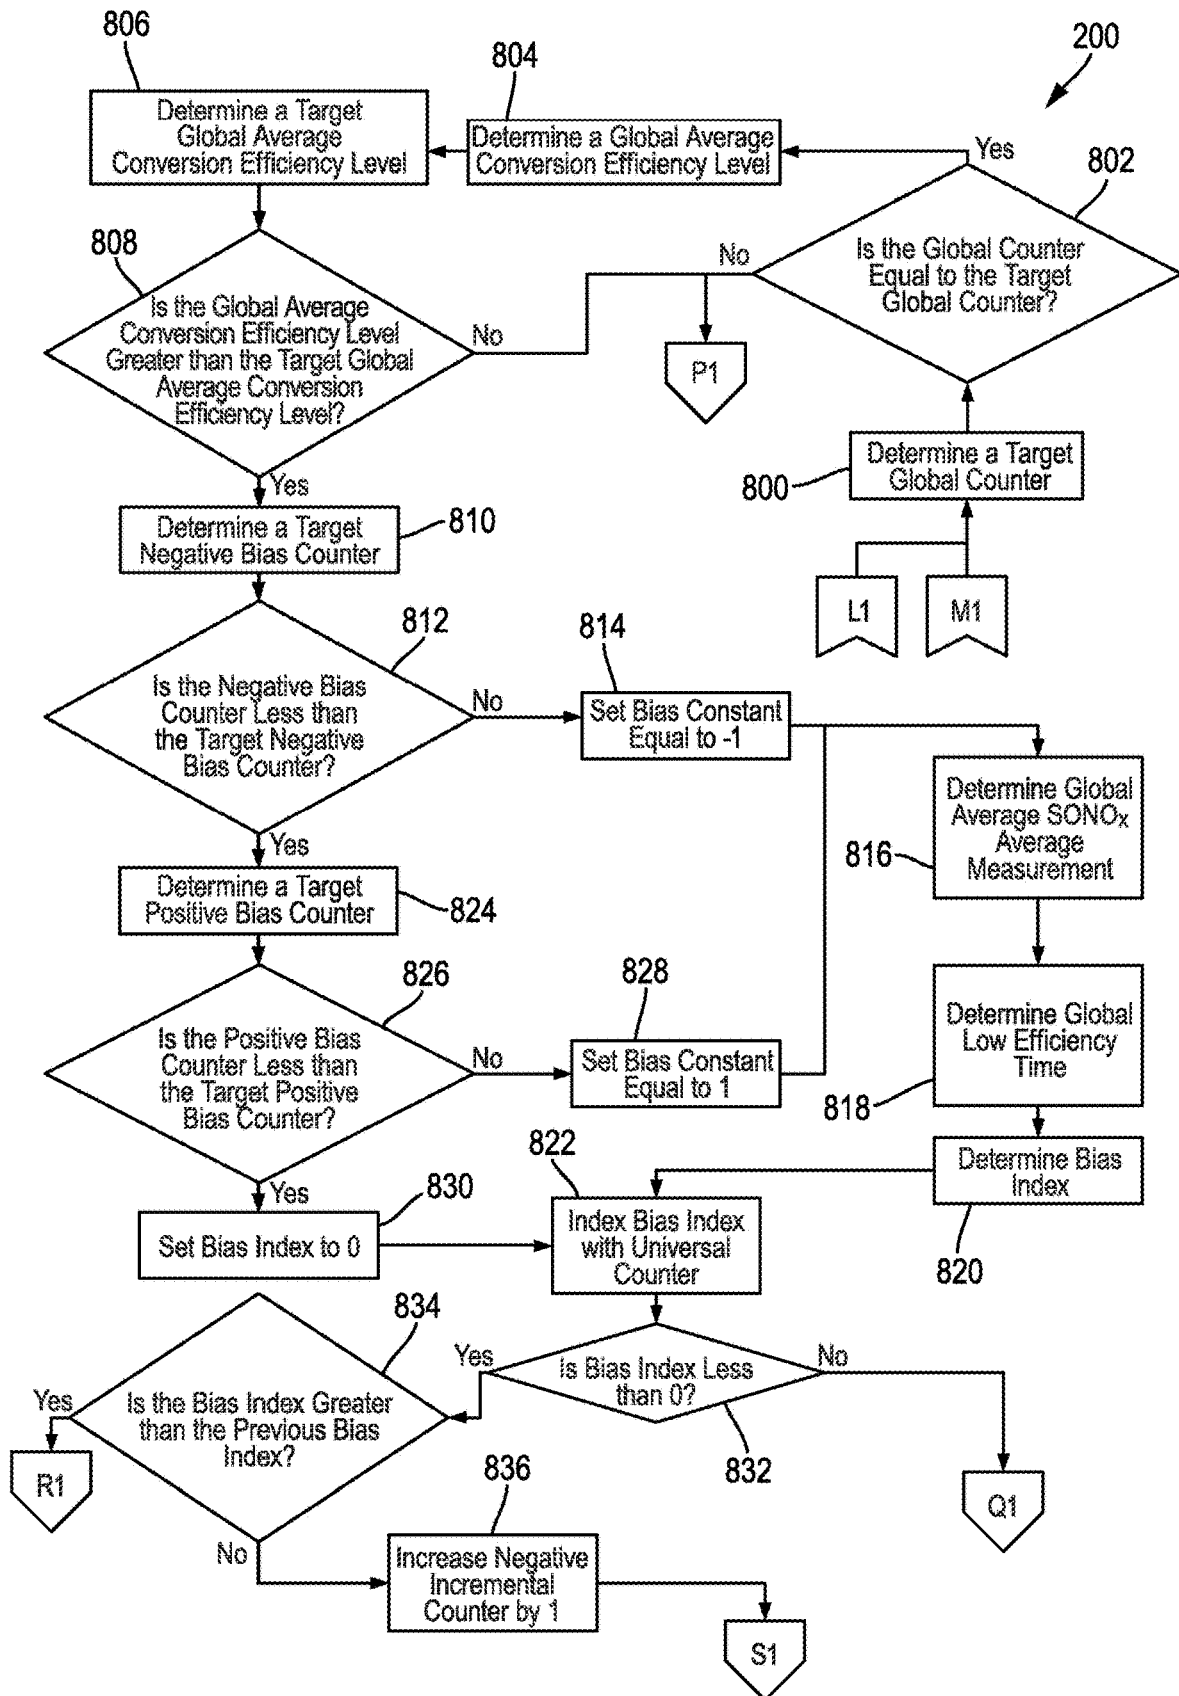 806
804
200
Determine a Target
Global Average
Conversion Efficiency Level
Determine a Global Average
Conversion Efficiency Level
Yes
802
808
No
Is the Global Counter
Equal to the Target
Global Counter?
Is the Global Average
Conversion Efficiency Level
Greater than the Target Global
Average Conversion
Efficiency Level?
No
P1
Yes
800
Determine a Target
Global Counter
Determine a Target
Negative Bias Counter
810
L1
M1
812
814
Is the Negative Bias
Counter Less than
the Target Negative
Bias Counter?
No
Set Bias Constant
Equal to -1
Determine Global
Average SONOx
Average
Measurement
816
Yes
Determine a Target
Positive Bias Counter
824
826
828
Is the Positive Bias
Counter Less than
the Target Positive
Bias Counter?
No
Set Bias Constant
Equal to 1
Determine Global
Low Efficiency
Time
818
822
Determine Bias
Index
820
Yes
830
Set Bias Index to 0
Index Bias Index
with Universal
Counter
834
Yes
Is Bias Index Less
than 0?
No
832
Yes
Is the Bias Index Greater
than the Previous Bias
Index?
R1
836
Q1
No
Increase Negative
Incremental
Counter by 1
S1